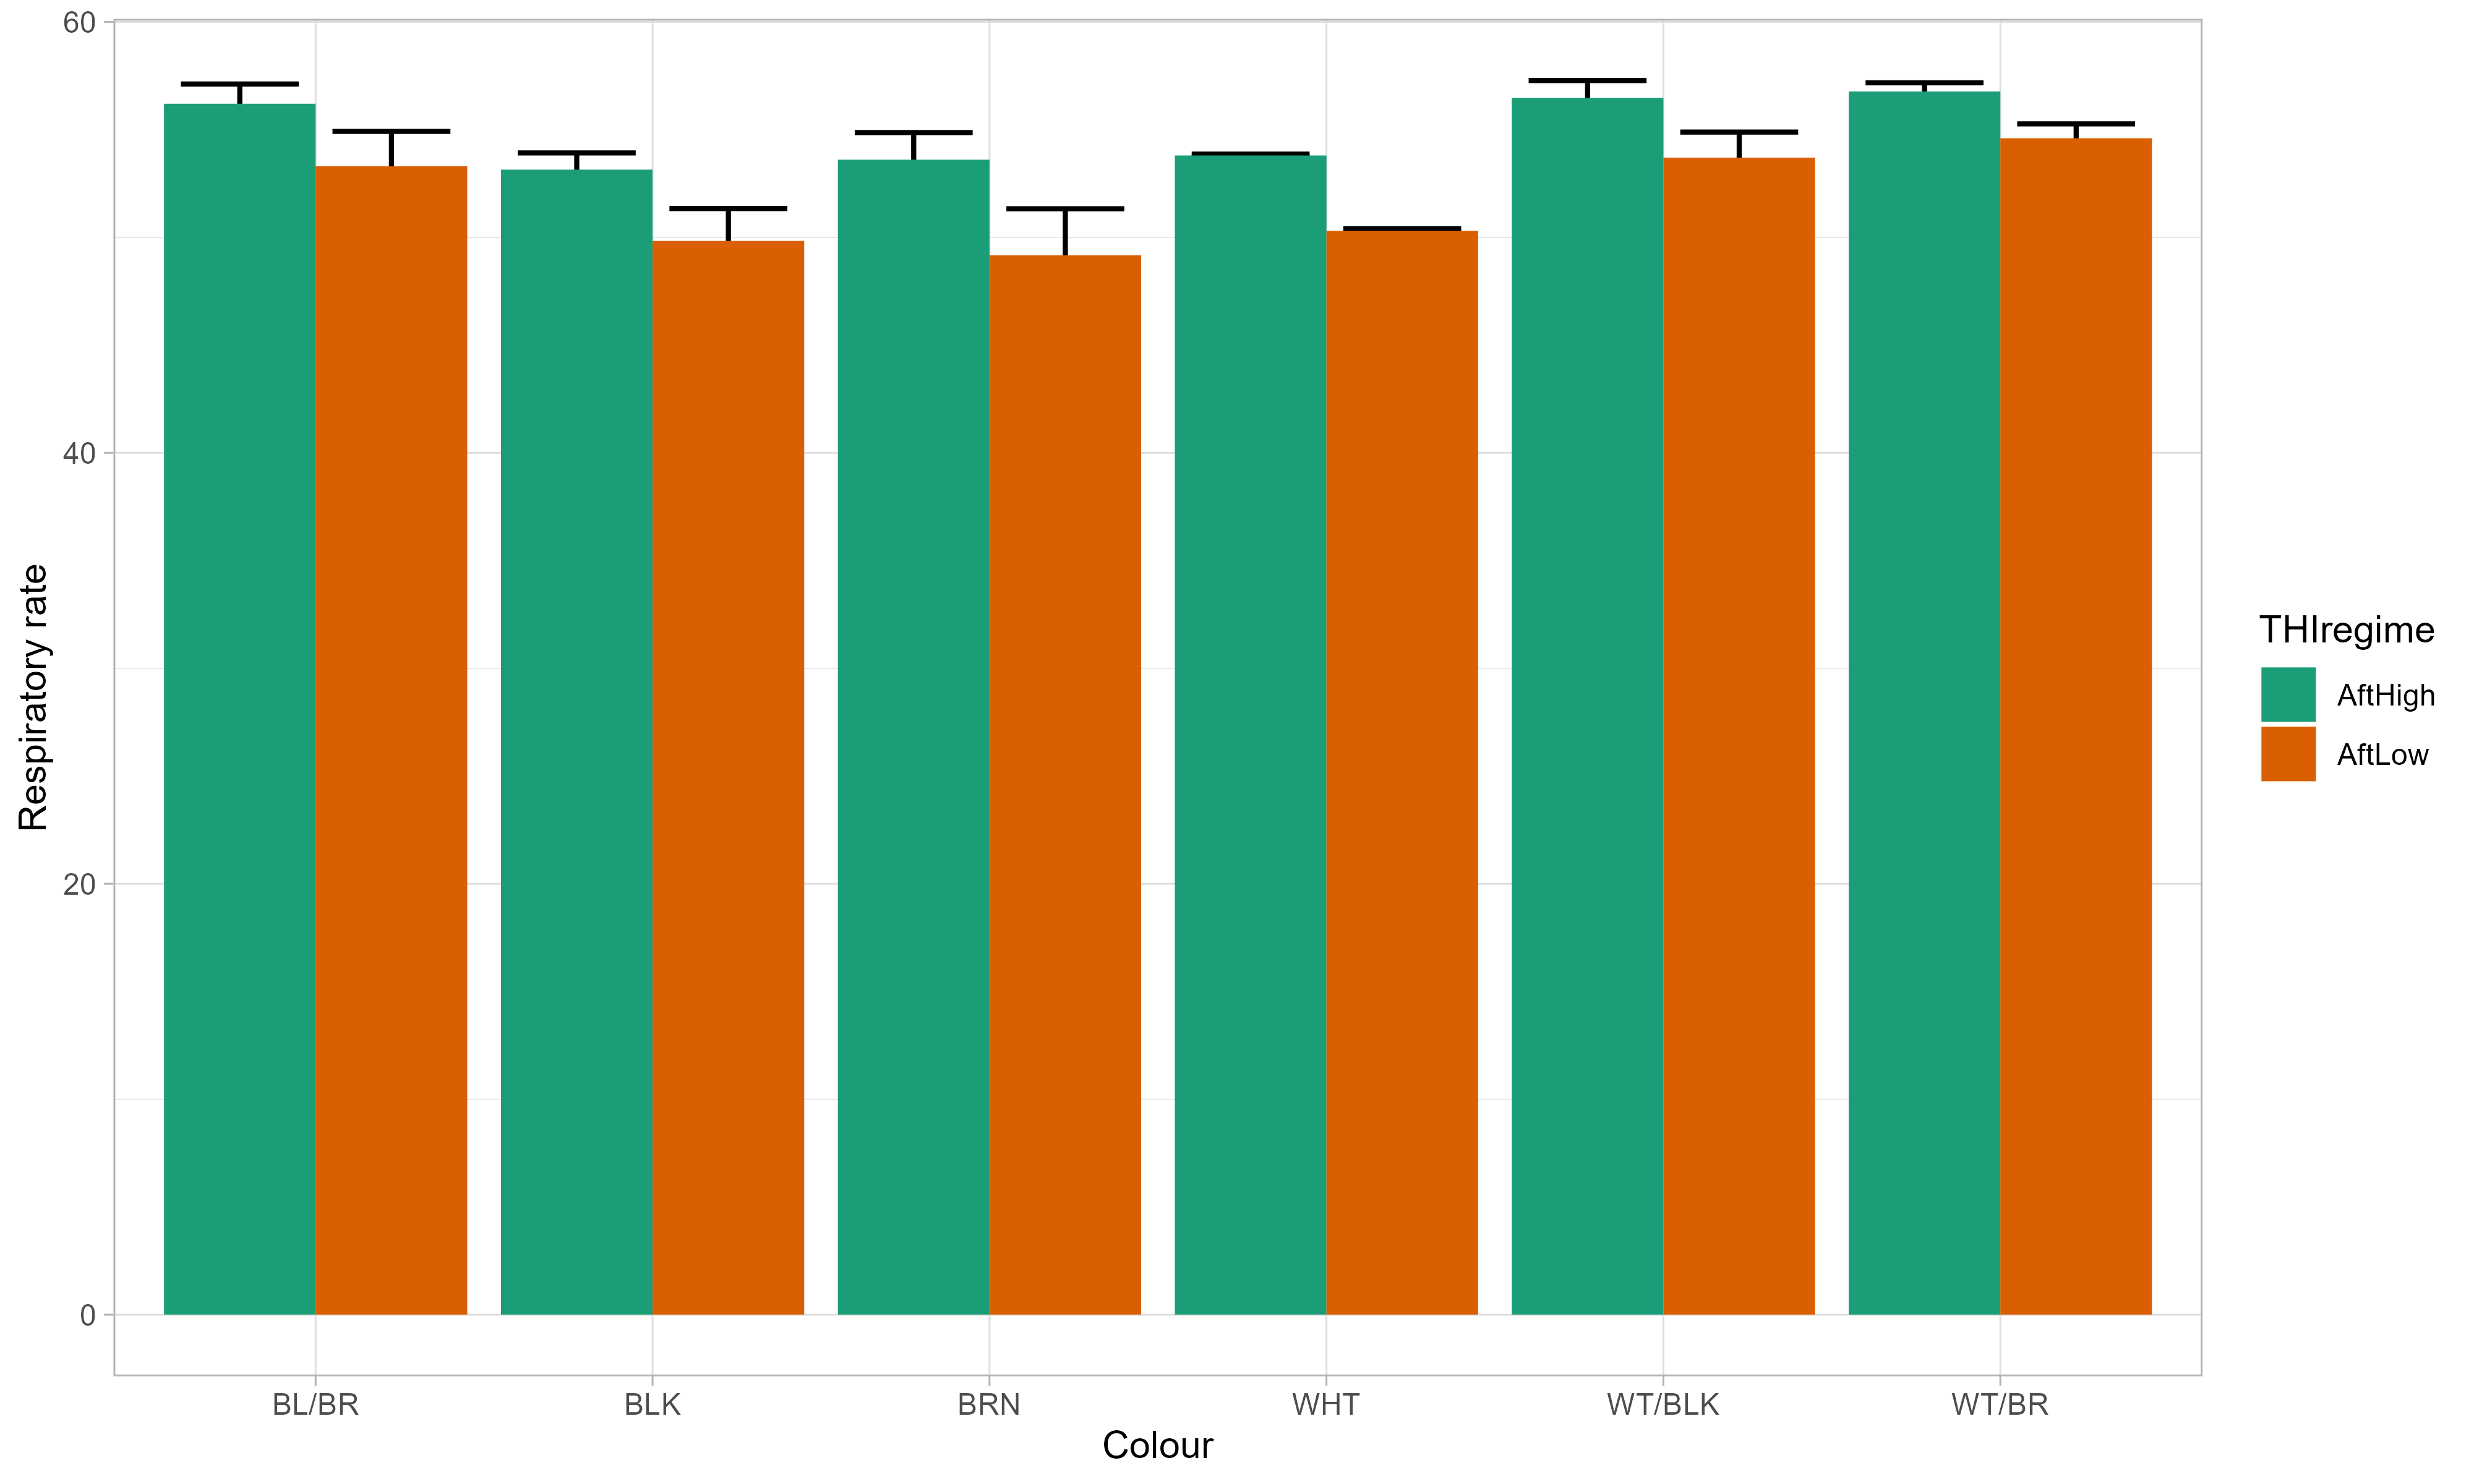 60
40
20
0
Respiratory rate
BL/BR
BLK
BRN
WHT
WT/BLK
WT/BR
Colour
THIregime
AftHigh
AftLow